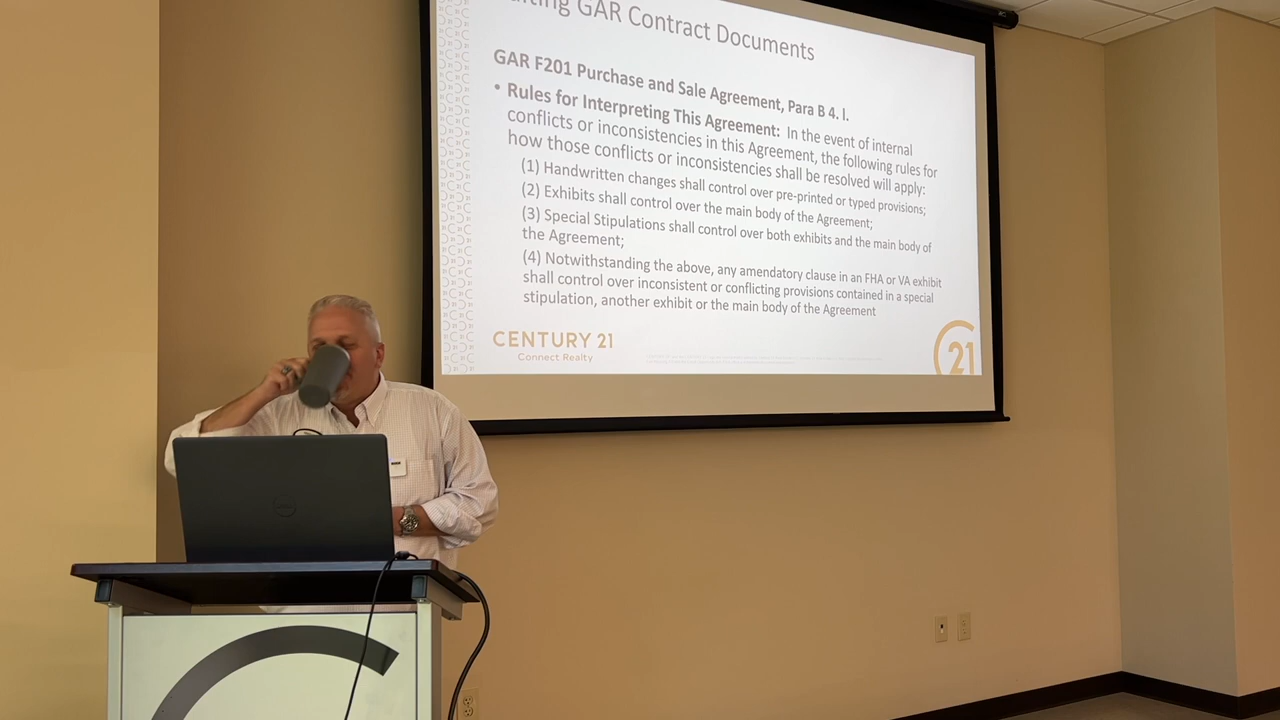 GAR Contract Documents
GAR F201 Purchase and Sale Agreement, Para B 4. l.
• Rules for Interpreting This Agreement: In the event of internal
conflicts or inconsistencies in this Agreement, the following rules for
how those conflicts or inconsistencies shall be resolved will apply:
(1) Handwritten changes shall control over pre-printed or typed provisions;
(2) Exhibits shall control over the main body of the Agreement;
(3) Special Stipulations shall control over both exhibits and the main body of
the Agreement;
(4) Notwithstanding the above, any amendatory clause in an FHA or VA exhibit
shall control over inconsistent or conflicting provisions contained in a special
stipulation, another exhibit or the main body of the Agreement
CENTURY 21
Connect Realty
21